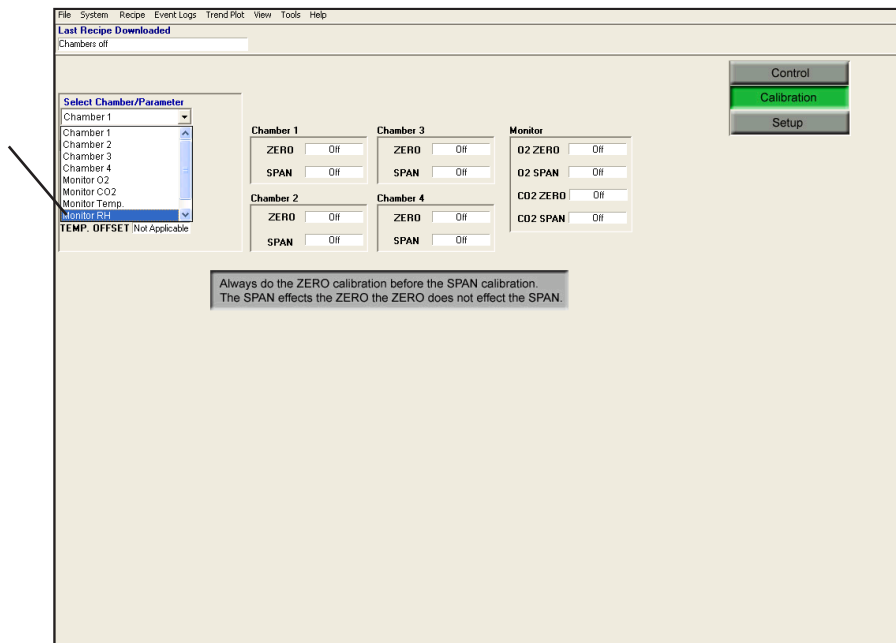 File System Recipe Event Logs Trend Plot View Tools Help
Last Recipe Downloaded
Chambers off
Control
Calibration
Setup
Select Chamber/Parameter
Chamber 1
Chamber 1
Chamber 2
Chamber 3
Chamber 4
Monitor O2
Monitor CO2
Monitor Temp.
Monitor RH
TEMP. OFFSET Not Applicable
Chamber 1
ZERO Off
SPAN Off
Chamber 2
ZERO Off
SPAN Off
Chamber 3
ZERO Off
SPAN Off
Chamber 4
ZERO Off
SPAN Off
Monitor
O2 ZERO Off
O2 SPAN Off
CO2 ZERO Off
CO2 SPAN Off
Always do the ZERO calibration before the SPAN calibration.
The SPAN effects the ZERO the ZERO does not effect the SPAN.